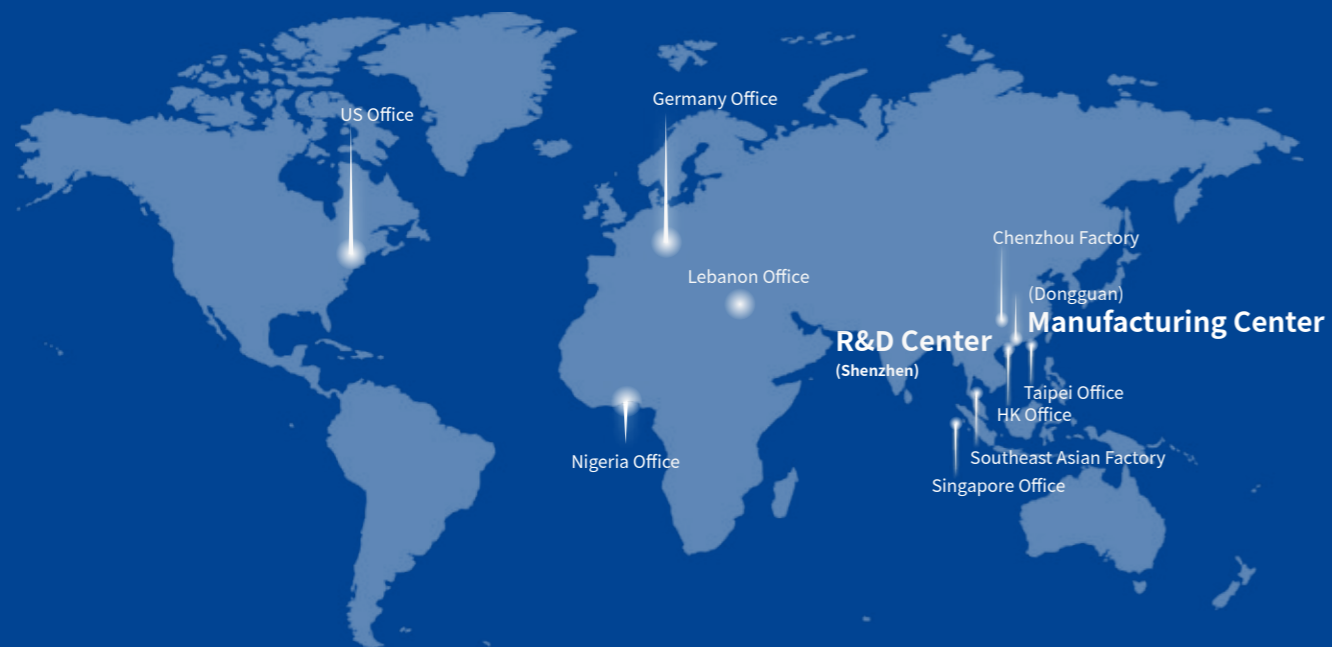 US Office
Germany Office
Chenzhou Factory
Lebanon Office
(Dongguan)
Manufacturing Center
R&D Center
(Shenzhen)
Taipei Office
HK Office
Nigeria Office
Southeast Asian Factory
Singapore Office